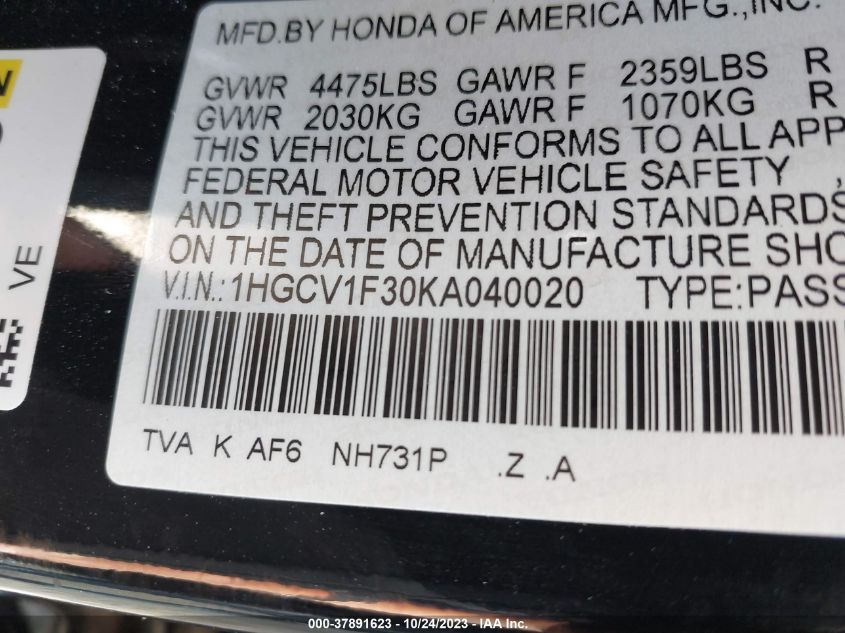 MFD.BY HONDA OF AMERICA MFG.,INC.
GVWR 4475LBS GAWR F 2359LBS R
GVWR 2030KG GAWR F 1070KG R
THIS VEHICLE CONFORMS TO ALL APP
FEDERAL MOTOR VEHICLE SAFETY ,
AND THEFT PREVENTION STANDARDS
ON THE DATE OF MANUFACTURE SHO
V.I.N.: 1HGCV1F30KA040020 TYPE:PASS
TVA K AF6 NH731P .Z .A
N
VE
000-37891623 - 10/24/2023 - © IAA Inc.